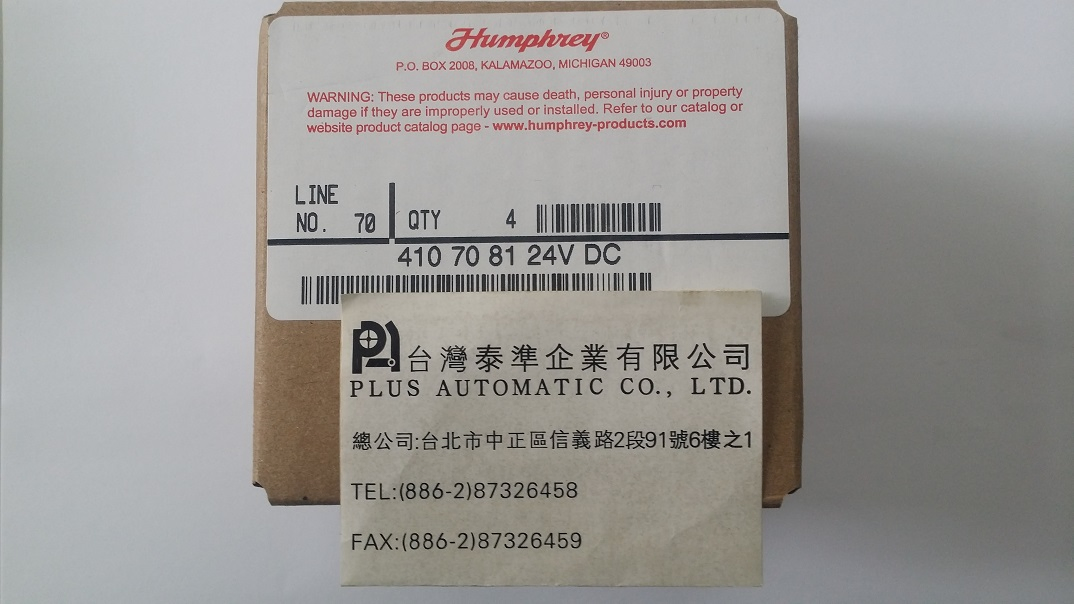 Humphrey®
P.O. BOX 2008, KALAMAZOO, MICHIGAN 49003
WARNING: These products may cause death, personal injury or property
damage if they are improperly used or installed. Refer to our catalog or
website product catalog page - www.humphrey-products.com
LINE
NO. 70 QTY 4
410 70 81 24V DC
台灣泰準企業有限公司
PLUS AUTOMATIC CO., LTD.
總公司:台北市中正區信義路2段91號6樓之1
TEL:(886-2)87326458
FAX:(886-2)87326459